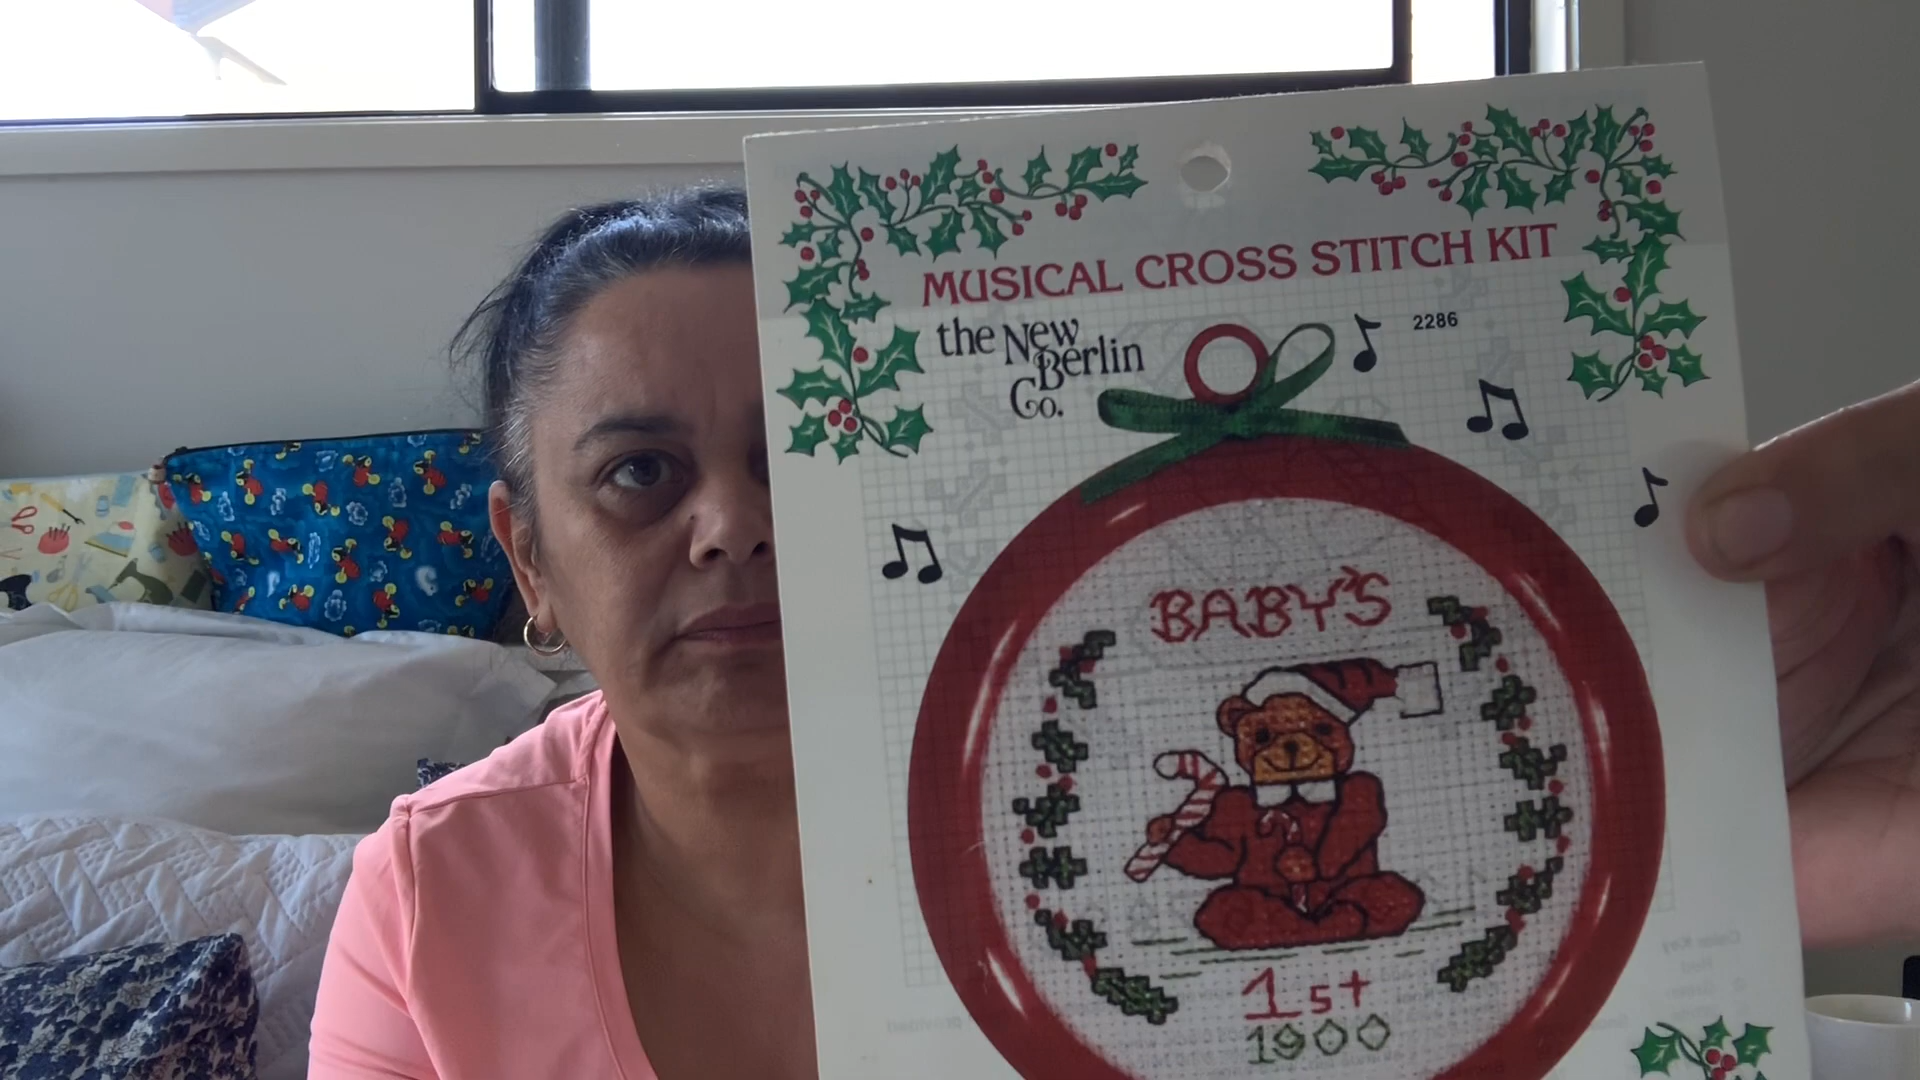 MUSICAL CROSS STITCH KIT
the New
Berlin
Co.
2286
BABY'S
1st
1900